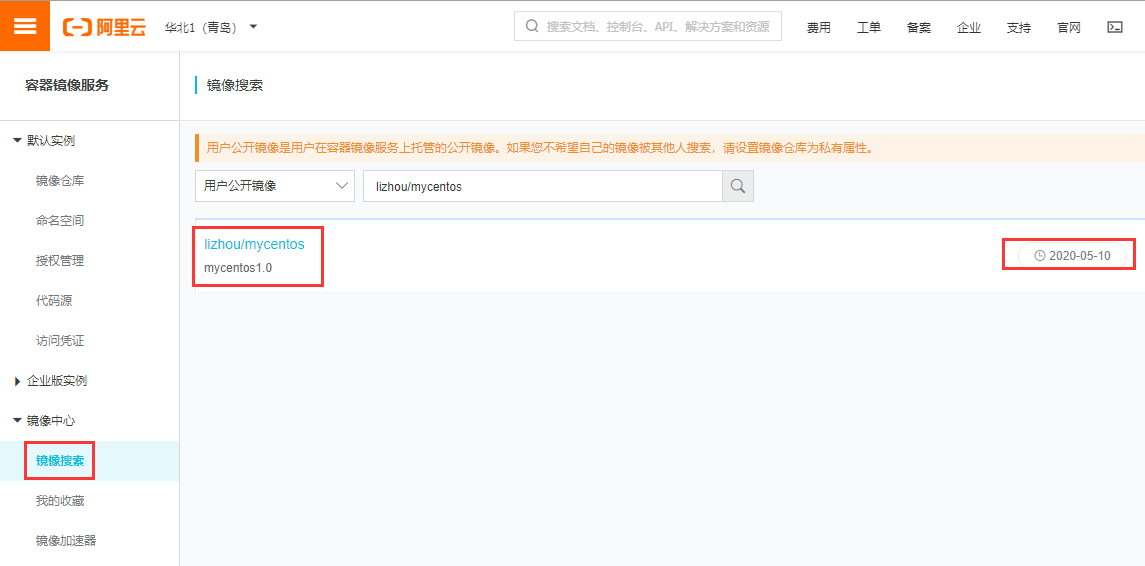 阿里云 华北1（青岛） 搜索文档、控制台、API、解决方案和资源 费用 工单 备案 企业 支持 官网
容器镜像服务
镜像搜索
默认实例
镜像仓库
命名空间
授权管理
代码源
访问凭证
企业版实例
镜像中心
镜像搜索
我的收藏
镜像加速器
用户公开镜像是用户在容器镜像服务上托管的公开镜像。如果您不希望自己的镜像被其他人搜索，请设置镜像仓库为私有属性。
用户公开镜像 lizhou/mycentos
lizhou/mycentos
mycentos1.0
2020-05-10